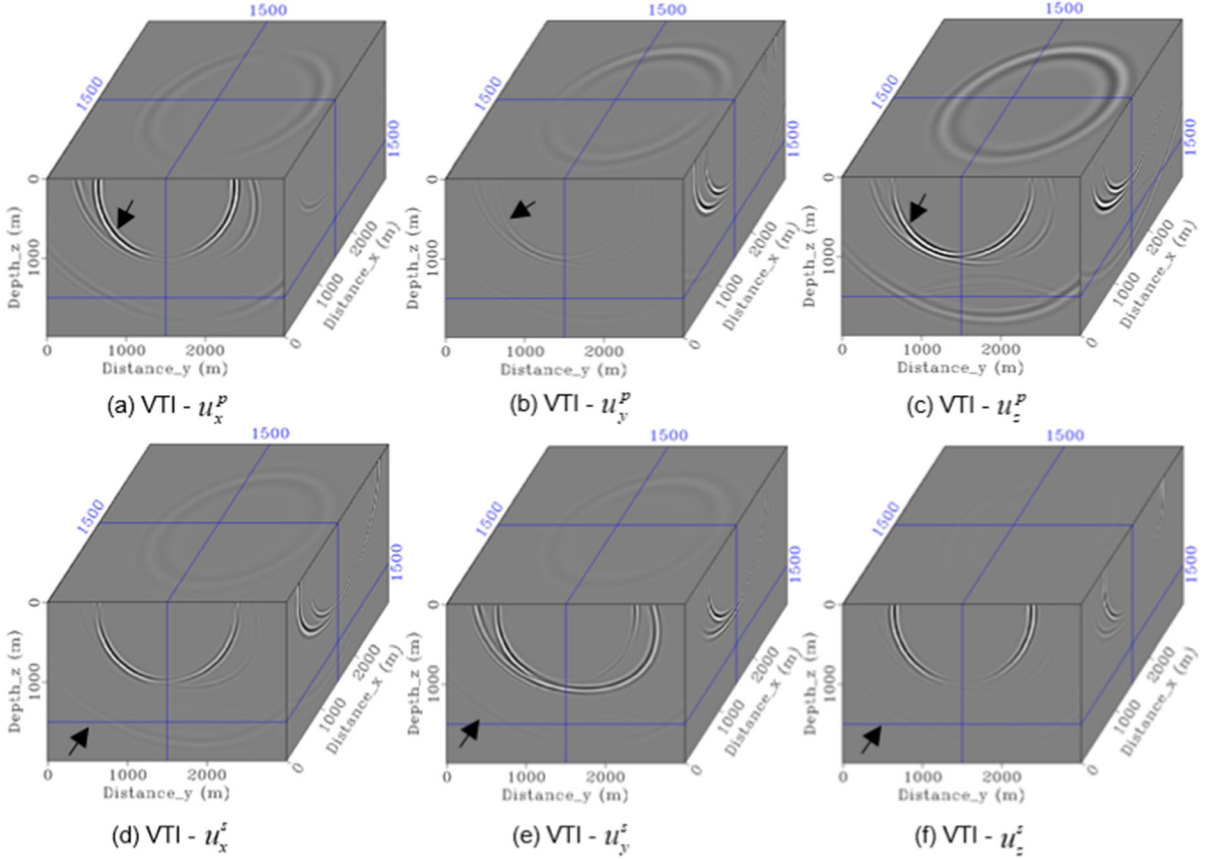 1500 1500 1500
1500 1500 1500
1500 1500 1500
0 0 0
Depth_z (m) Depth_z (m) Depth_z (m)
1000 1000 1000
2000 2000 2000
1000 1000 1000
Distance_x (m) Distance_x (m) Distance_x (m)
0 0 0
0 1000 2000 0 1000 2000 0 1000 2000
Distance_y (m) Distance_y (m) Distance_y (m)
(a) VTI - u_x^p (b) VTI - u_y^p (c) VTI - u_z^p
1500 1500 1500
1500 1500 1500
1500 1500 1500
0 0 0
Depth_z (m) Depth_z (m) Depth_z (m)
1000 1000 1000
2000 2000 2000
1000 1000 1000
Distance_x (m) Distance_x (m) Distance_x (m)
0 0 0
0 1000 2000 0 1000 2000 0 1000 2000
Distance_y (m) Distance_y (m) Distance_y (m)
(d) VTI - u_x^s (e) VTI - u_y^s (f) VTI - u_z^s